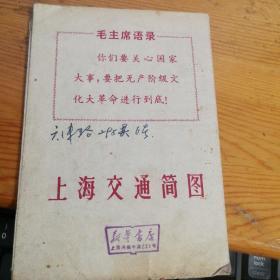 毛主席语录
你们要关心国家
大事，要把无产阶级文
化大革命进行到底！
上海交通简图
新华书店